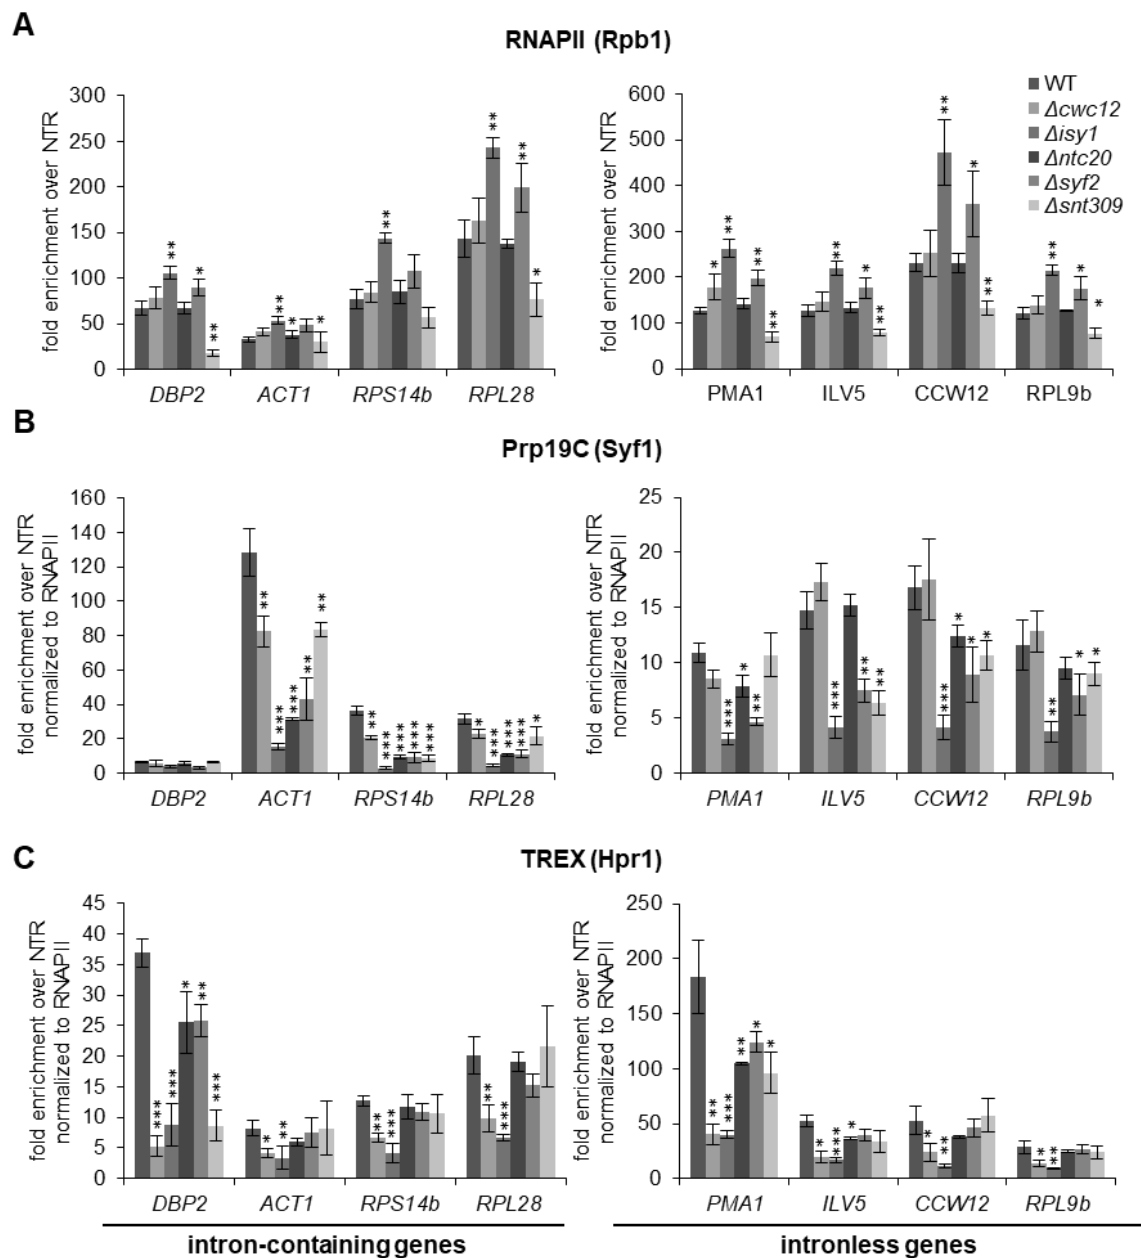 A
RNAPII (Rpb1)
fold enrichment over NTR
300
250
200
150
100
50
0
** * ** ** * * ** ** ** *
DBP2 ACT1 RPS14b RPL28
fold enrichment over NTR
600
500
400
300
200
100
0
* ** ** ** ** * ** ** * ** ** * *
PMA1 ILV5 CCW12 RPL9b
WT
Δcwc12
Δisy1
Δntc20
Δsyf2
Δsnt309
B
Prp19C (Syf1)
fold enrichment over NTR
normalized to RNAPII
160
140
120
100
80
60
40
20
0
** *** *** ** ** ** *** *** *** *** * *** *** *** *
DBP2 ACT1 RPS14b RPL28
fold enrichment over NTR
normalized to RNAPII
25
20
15
10
5
0
*** * ** *** ** ** *** * * * ** * *
PMA1 ILV5 CCW12 RPL9b
C
TREX (Hpr1)
fold enrichment over NTR
normalized to RNAPII
45
40
35
30
25
20
15
10
5
0
*** *** * ** *** * ** ** *** ** ***
DBP2 ACT1 RPS14b RPL28
intron-containing genes
fold enrichment over NTR
normalized to RNAPII
250
200
150
100
50
0
** *** ** * * * *** * * ** * **
PMA1 ILV5 CCW12 RPL9b
intronless genes